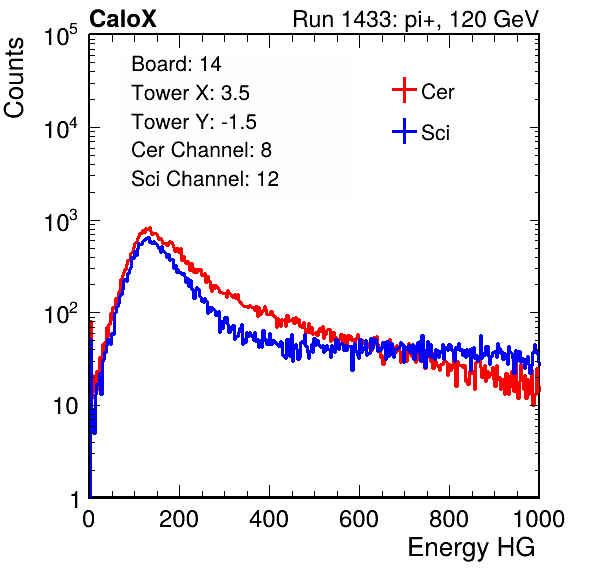 CaloX Run 1433: pi+, 120 GeV
Counts
Board: 14
Tower X: 3.5
Tower Y: -1.5
Cer Channel: 8
Sci Channel: 12
Cer
Sci
10^5
10^4
10^3
10^2
10
1
0 200 400 600 800 1000
Energy HG